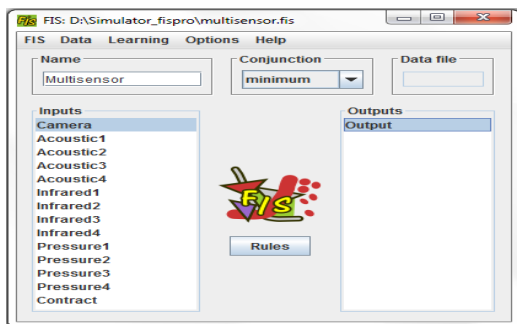 FIS FIS: D:\Simulator_fispro\multisensor.fis
FIS Data Learning Options Help
Name
Multisensor
Conjunction
minimum
Data file
Inputs
Camera
Acoustic1
Acoustic2
Acoustic3
Acoustic4
Infrared1
Infrared2
Infrared3
Infrared4
Pressure1
Pressure2
Pressure3
Pressure4
Contract
FIS
Rules
Outputs
Output